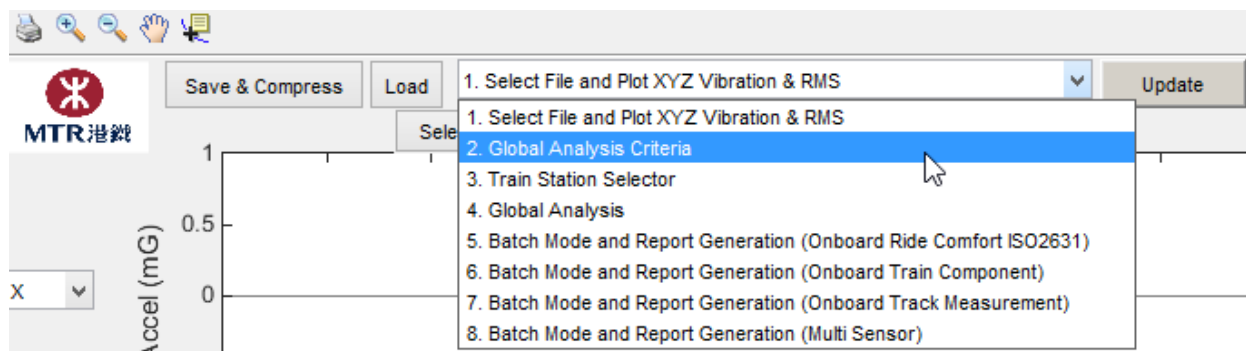 Save & Compress
Load
1. Select File and Plot XYZ Vibration & RMS
Update
MTR港鐵
Sele
1. Select File and Plot XYZ Vibration & RMS
2. Global Analysis Criteria
3. Train Station Selector
4. Global Analysis
5. Batch Mode and Report Generation (Onboard Ride Comfort ISO2631)
6. Batch Mode and Report Generation (Onboard Train Component)
7. Batch Mode and Report Generation (Onboard Track Measurement)
8. Batch Mode and Report Generation (Multi Sensor)
1
0.5
0
Accel (mG)
X